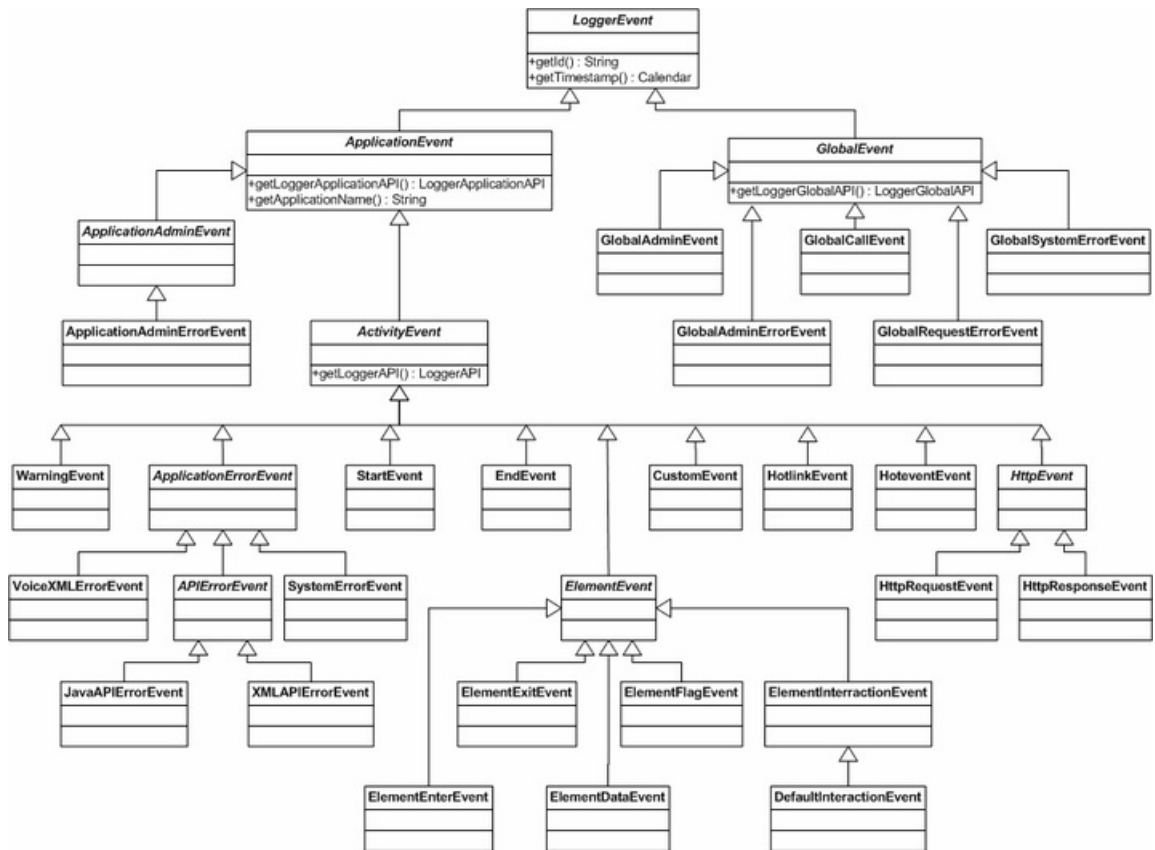 LoggerEvent
+getId() : String
+getTimestamp() : Calendar
ApplicationEvent
+getLoggerApplicationAPI() : LoggerApplicationAPI
+getApplicationName() : String
GlobalEvent
+getLoggerGlobalAPI() : LoggerGlobalAPI
ApplicationAdminEvent
GlobalAdminEvent
GlobalCallEvent
GlobalSystemErrorEvent
ApplicationAdminErrorEvent
ActivityEvent
+getLoggerAPI() : LoggerAPI
GlobalAdminErrorEvent
GlobalRequestErrorEvent
WarningEvent
ApplicationErrorEvent
StartEvent
EndEvent
CustomEvent
HotlinkEvent
HoteventEvent
HttpEvent
VoiceXMLErrorEvent
APIErrorEvent
SystemErrorEvent
ElementEvent
HttpRequestEvent
HttpResponseEvent
JavaAPIErrorEvent
XMLAPIErrorEvent
ElementExitEvent
ElementFlagEvent
ElementInterractionEvent
ElementEnterEvent
ElementDataEvent
DefaultInteractionEvent